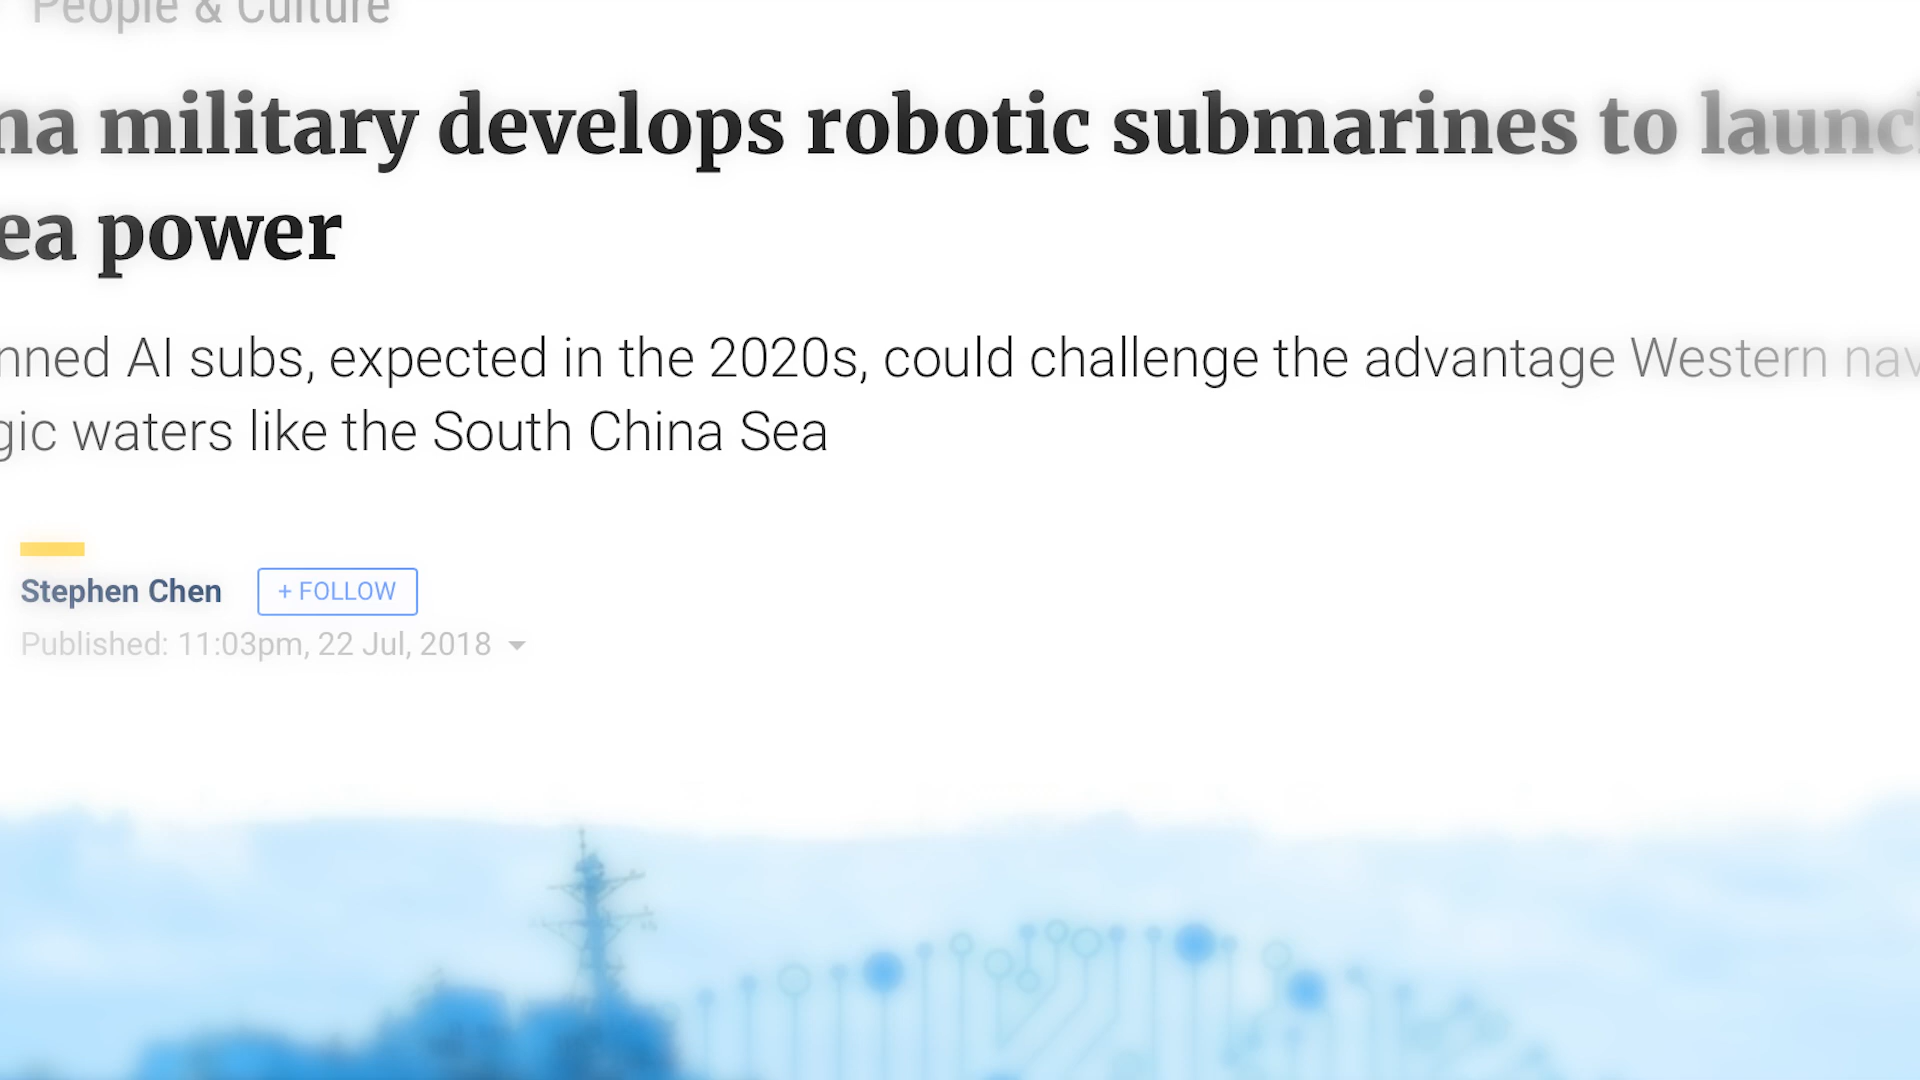 People & Culture
na military develops robotic submarines to launc
ea power
nned AI subs, expected in the 2020s, could challenge the advantage Western nav
gic waters like the South China Sea
Stephen Chen
+ FOLLOW
Published: 11:03pm, 22 Jul, 2018